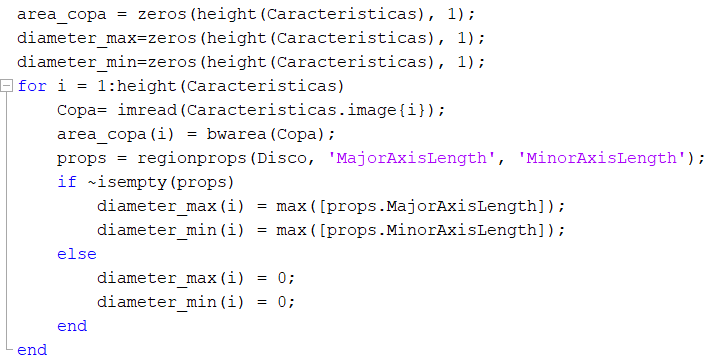 area_copa = zeros(height(Caracteristicas), 1);
diameter_max=zeros(height(Caracteristicas), 1);
diameter_min=zeros(height(Caracteristicas), 1);
for i = 1:height(Caracteristicas)
    Copa= imread(Caracteristicas.image{i});
    area_copa(i) = bwarea(Copa);
    props = regionprops(Disco, 'MajorAxisLength', 'MinorAxisLength');
    if ~isempty(props)
        diameter_max(i) = max([props.MajorAxisLength]);
        diameter_min(i) = max([props.MinorAxisLength]);
    else
        diameter_max(i) = 0;
        diameter_min(i) = 0;
    end
end